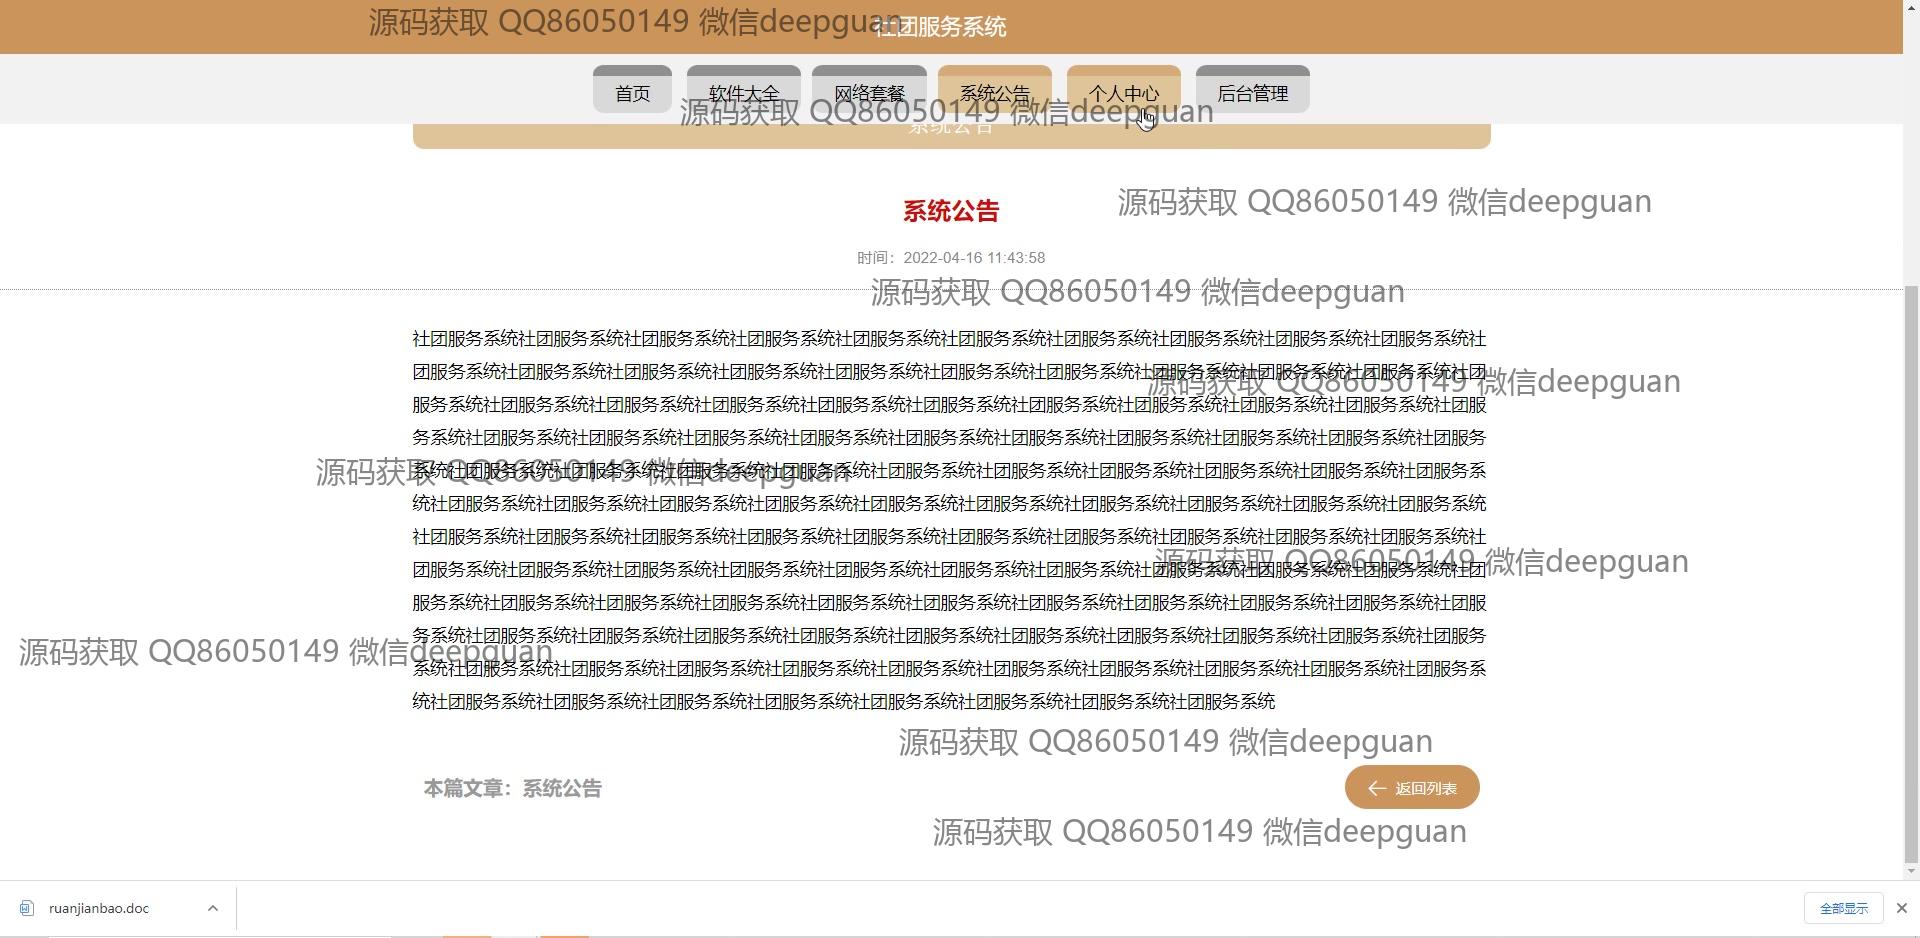 源码获取 QQ86050149 微信deepguan
社团服务系统
首页 软件大全 网络套餐 系统公告 个人中心 后台管理
源码获取 QQ86050149 微信deepguan
系统公告
源码获取 QQ86050149 微信deepguan
系统公告
时间：2022-04-16 11:43:58
源码获取 QQ86050149 微信deepguan
社团服务系统社团服务系统社团服务系统社团服务系统社团服务系统社团服务系统社团服务系统社团服务系统社团服务系统社团服务系统社
团服务系统社团服务系统社团服务系统社团服务系统社团服务系统社团服务系统社团服务系统社团服务系统社团服务系统社团服务系统社团
源码获取 QQ86050149 微信deepguan
服务系统社团服务系统社团服务系统社团服务系统社团服务系统社团服务系统社团服务系统社团服务系统社团服务系统社团服务系统社团服
务系统社团服务系统社团服务系统社团服务系统社团服务系统社团服务系统社团服务系统社团服务系统社团服务系统社团服务系统社团服务
系统社团服务系统社团服务系统社团服务系统社团服务系统社团服务系统社团服务系统社团服务系统社团服务系统社团服务系统社团服务系
源码获取 QQ86050149 微信deepguan
统社团服务系统社团服务系统社团服务系统社团服务系统社团服务系统社团服务系统社团服务系统社团服务系统社团服务系统社团服务系统
社团服务系统社团服务系统社团服务系统社团服务系统社团服务系统社团服务系统社团服务系统社团服务系统社团服务系统社团服务系统社
源码获取 QQ86050149 微信deepguan
团服务系统社团服务系统社团服务系统社团服务系统社团服务系统社团服务系统社团服务系统社团服务系统社团服务系统社团服务系统社团
服务系统社团服务系统社团服务系统社团服务系统社团服务系统社团服务系统社团服务系统社团服务系统社团服务系统社团服务系统社团服
务系统社团服务系统社团服务系统社团服务系统社团服务系统社团服务系统社团服务系统社团服务系统社团服务系统社团服务系统社团服务
源码获取 QQ86050149 微信deepguan
系统社团服务系统社团服务系统社团服务系统社团服务系统社团服务系统社团服务系统社团服务系统社团服务系统社团服务系统社团服务系
统社团服务系统社团服务系统社团服务系统社团服务系统社团服务系统社团服务系统社团服务系统社团服务系统
源码获取 QQ86050149 微信deepguan
本篇文章：系统公告
返回列表
源码获取 QQ86050149 微信deepguan
ruanjianbao.doc
全部显示